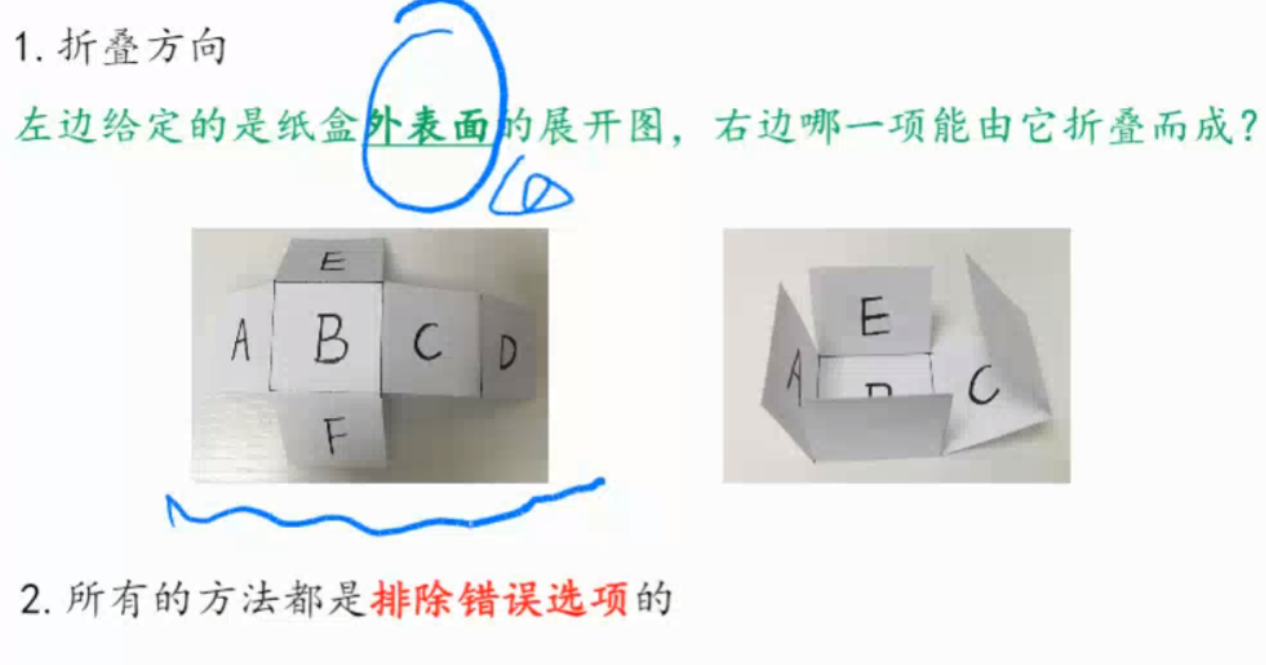 1. 折叠方向
左边给定的是纸盒外表面的展开图，右边哪一项能由它折叠而成？
E
A B C D
F
E
A C
2. 所有的方法都是排除错误选项的